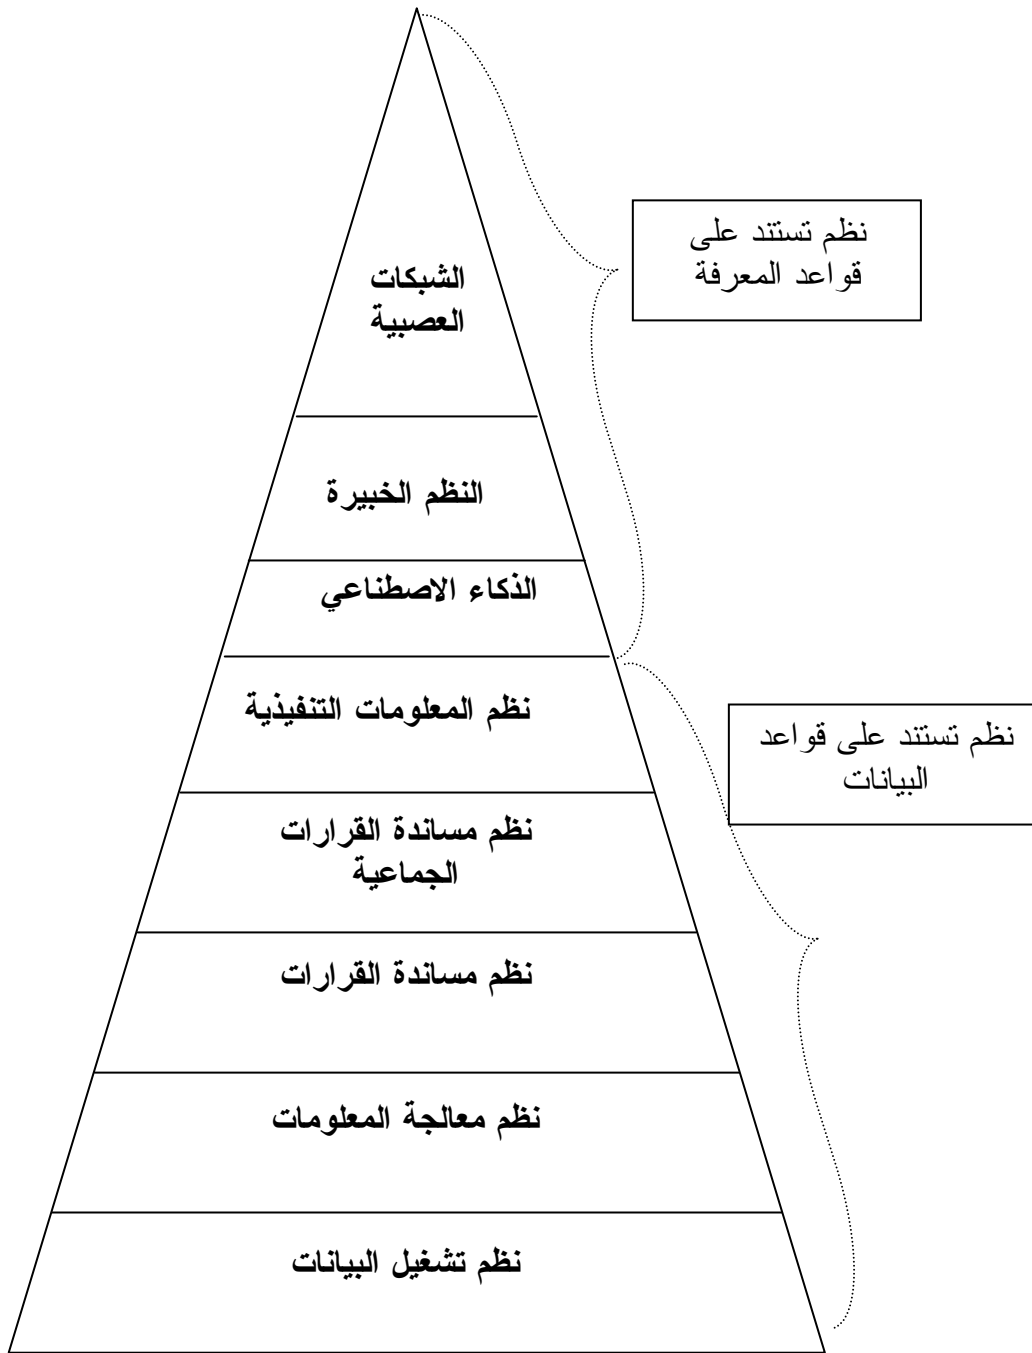 نظم تستند على
قواعد المعرفة
الشبكات
العصبية
النظم الخبيرة
الذكاء الاصطناعي
نظم المعلومات التنفيذية
نظم تستند على قواعد
البيانات
نظم مساندة القرارات
الجماعية
نظم مساندة القرارات
نظم معالجة المعلومات
نظم تشغيل البيانات